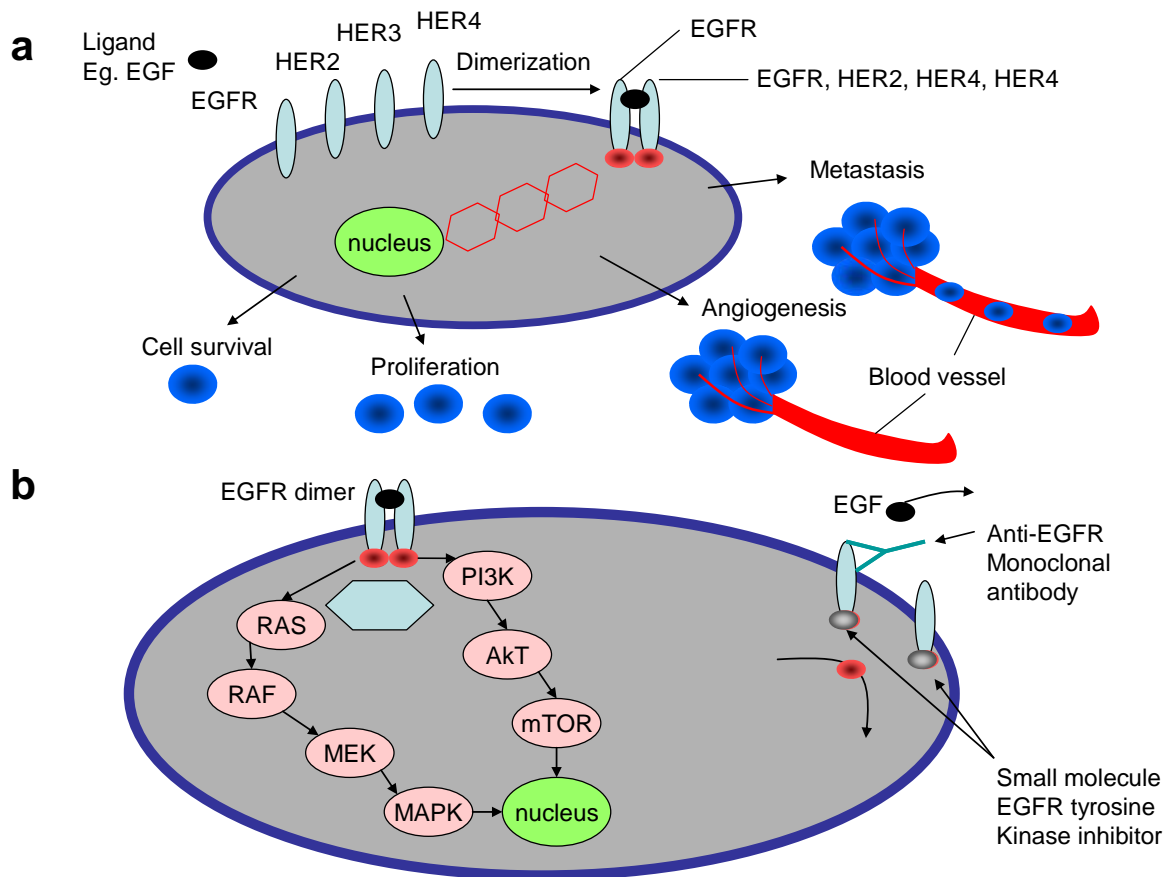 a
Ligand
Eg. EGF
EGFR
HER2
HER3
HER4
Dimerization
EGFR
EGFR, HER2, HER4, HER4
nucleus
Metastasis
Angiogenesis
Blood vessel
Cell survival
Proliferation
b
EGFR dimer
RAS
RAF
MEK
MAPK
PI3K
AkT
mTOR
nucleus
EGF
Anti-EGFR
Monoclonal
antibody
Small molecule
EGFR tyrosine
Kinase inhibitor